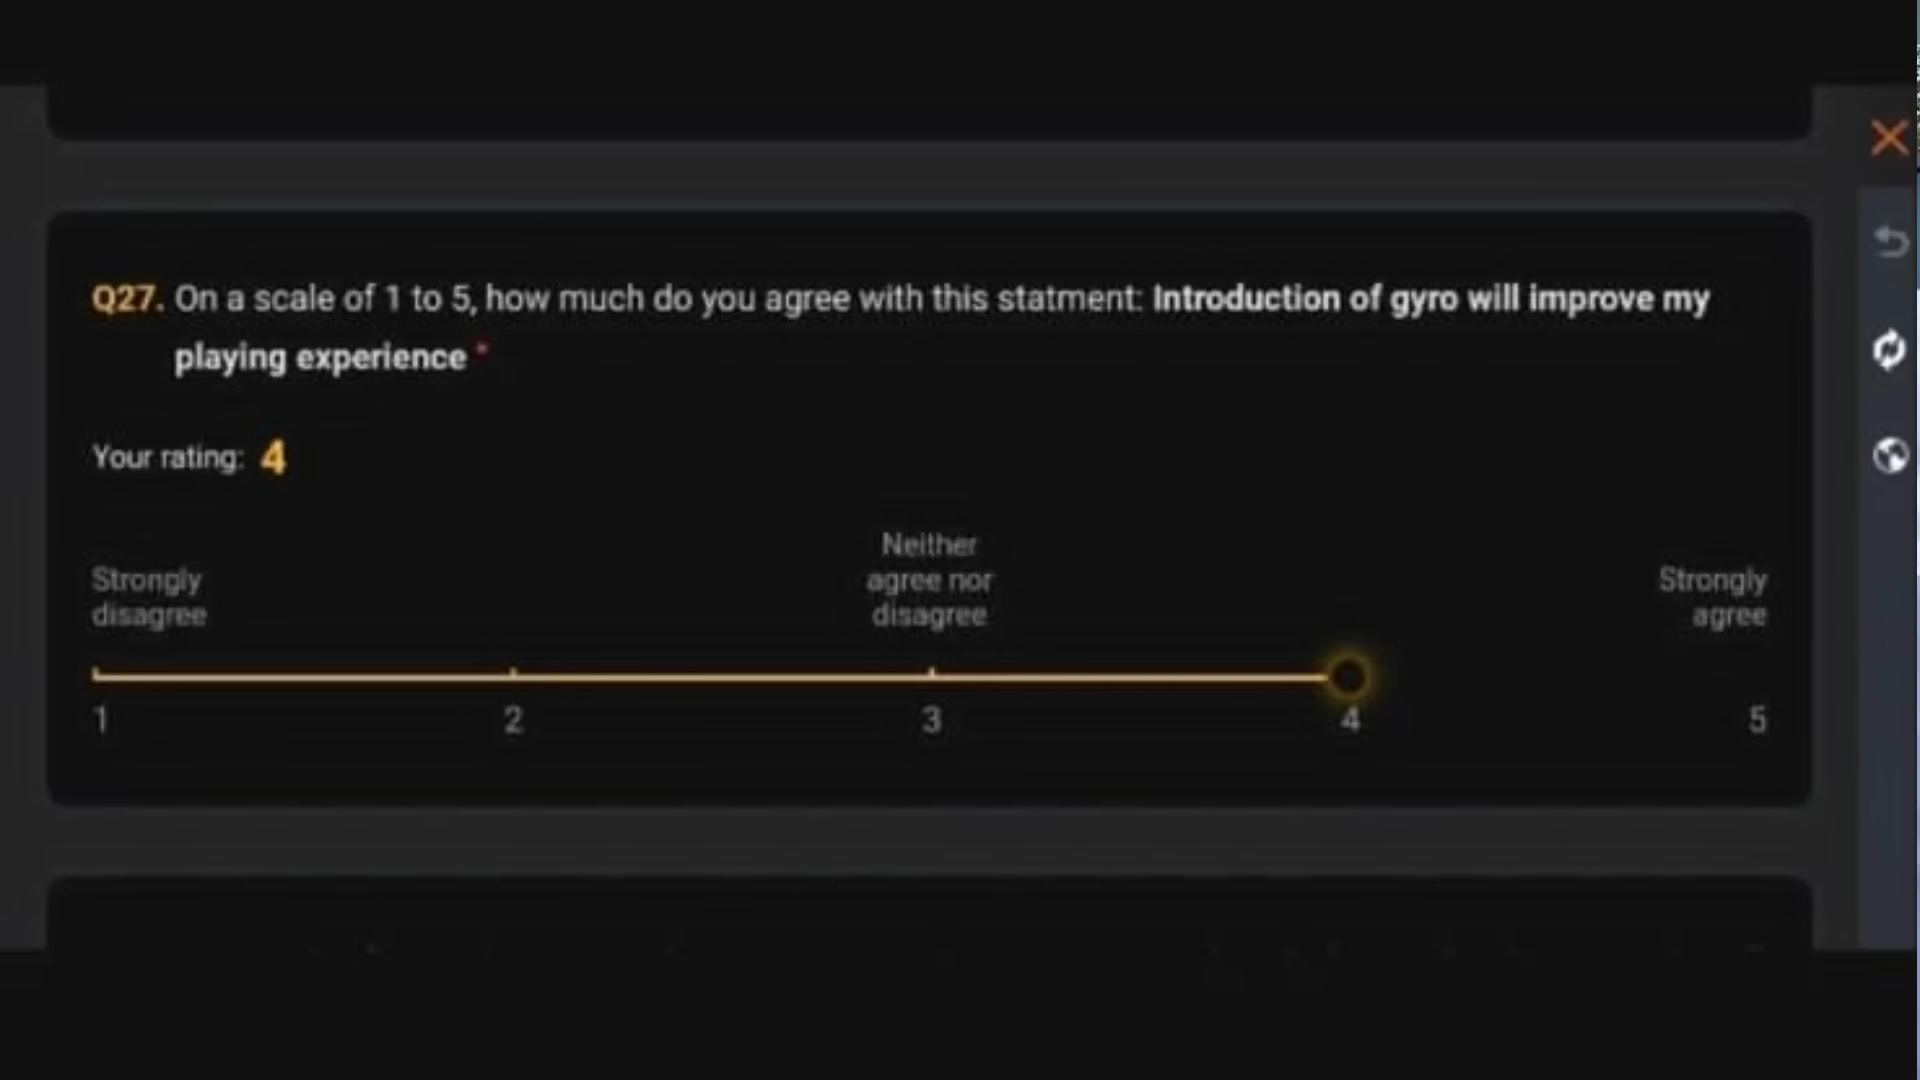 Q27. On a scale of 1 to 5, how much do you agree with this statment: Introduction of gyro will improve my
playing experience *
Your rating: 4
Neither
Strongly agree nor Strongly
disagree disagree agree
1 2 3 4 5